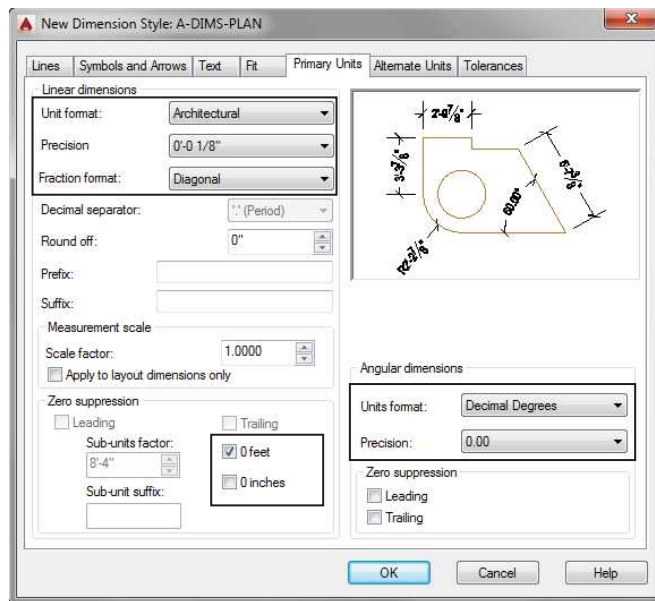 New Dimension Style: A-DIMS-PLAN
Lines Symbols and Arrows Text Fit Primary Units Alternate Units Tolerances
Linear dimensions
Unit format: Architectural
Precision 0'-0 1/8"
Fraction format: Diagonal
Decimal separator: '.' (Period)
Round off: 0"
Prefix:
Suffix:
Measurement scale
Scale factor: 1.0000
Apply to layout dimensions only
Zero suppression
Leading Trailing
Sub-units factor:
8'-4"
Sub-unit suffix:
0 feet
0 inches
60.00°
Angular dimensions
Units format: Decimal Degrees
Precision: 0.00
Zero suppression
Leading
Trailing
OK Cancel Help